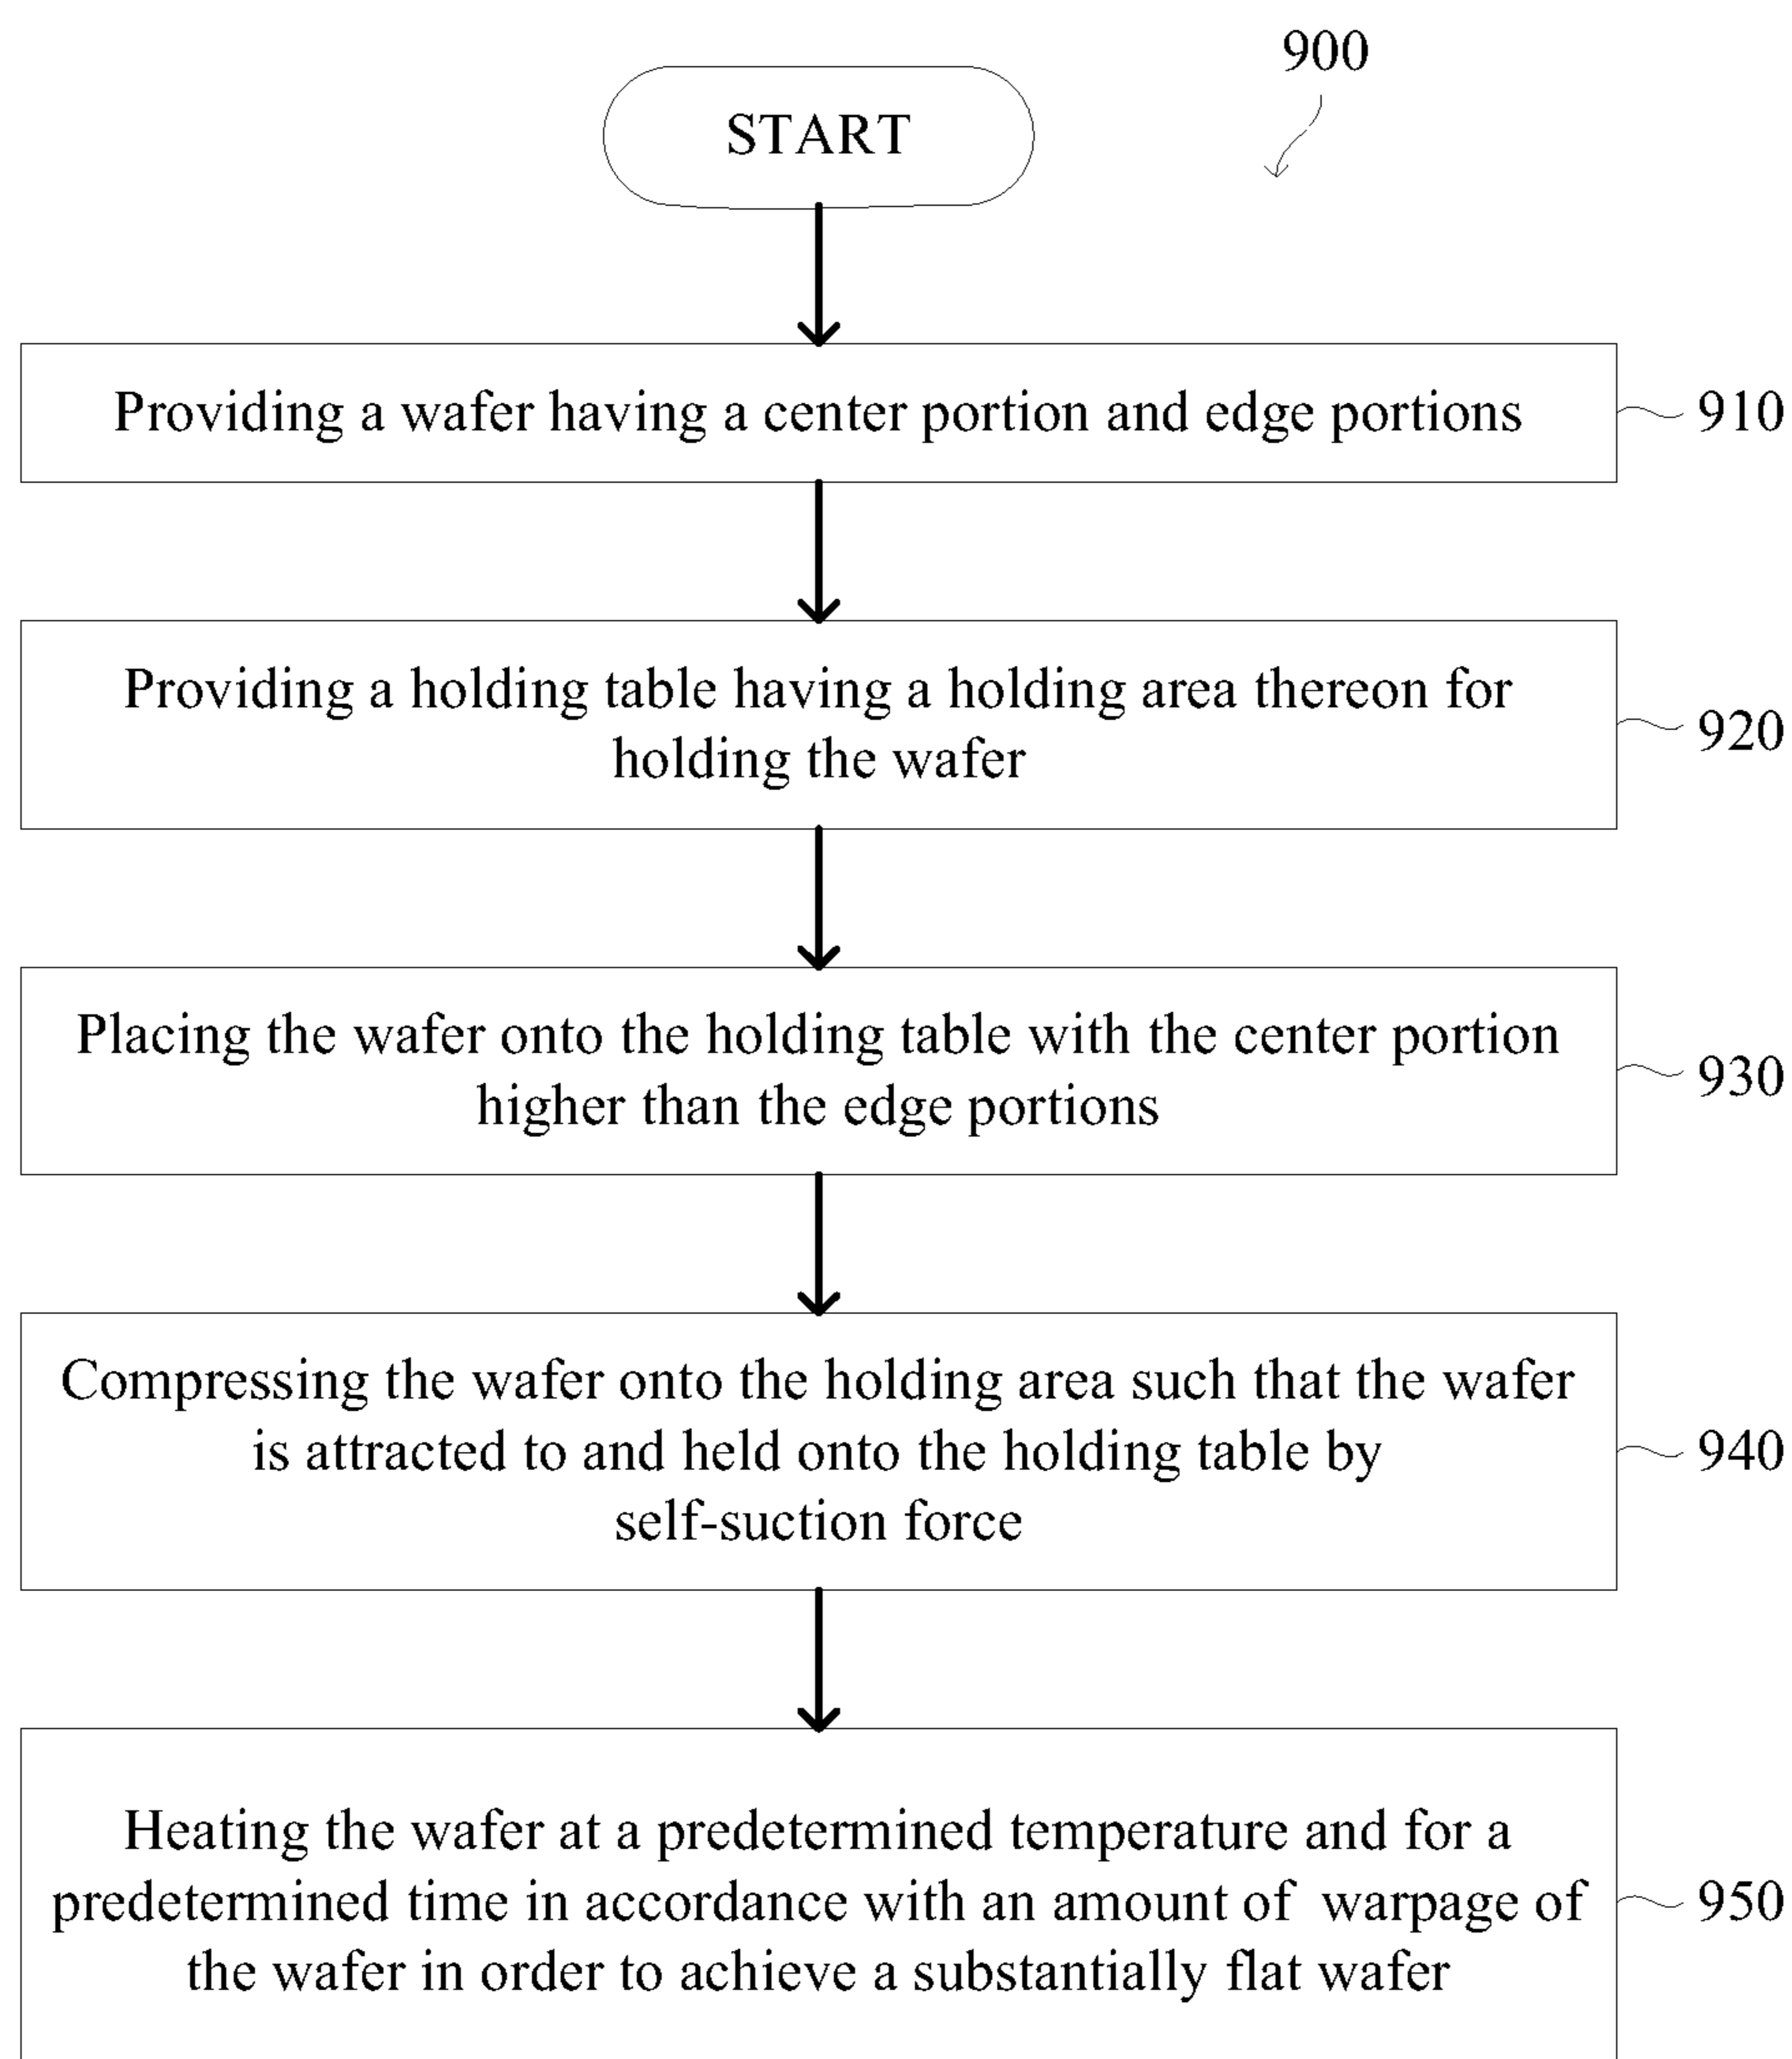 900
START
Providing a wafer having a center portion and edge portions
910
Providing a holding table having a holding area thereon for
holding the wafer
920
Placing the wafer onto the holding table with the center portion
higher than the edge portions
930
Compressing the wafer onto the holding area such that the wafer
is attracted to and held onto the holding table by
self-suction force
940
Heating the wafer at a predetermined temperature and for a
predetermined time in accordance with an amount of warpage of
the wafer in order to achieve a substantially flat wafer
950